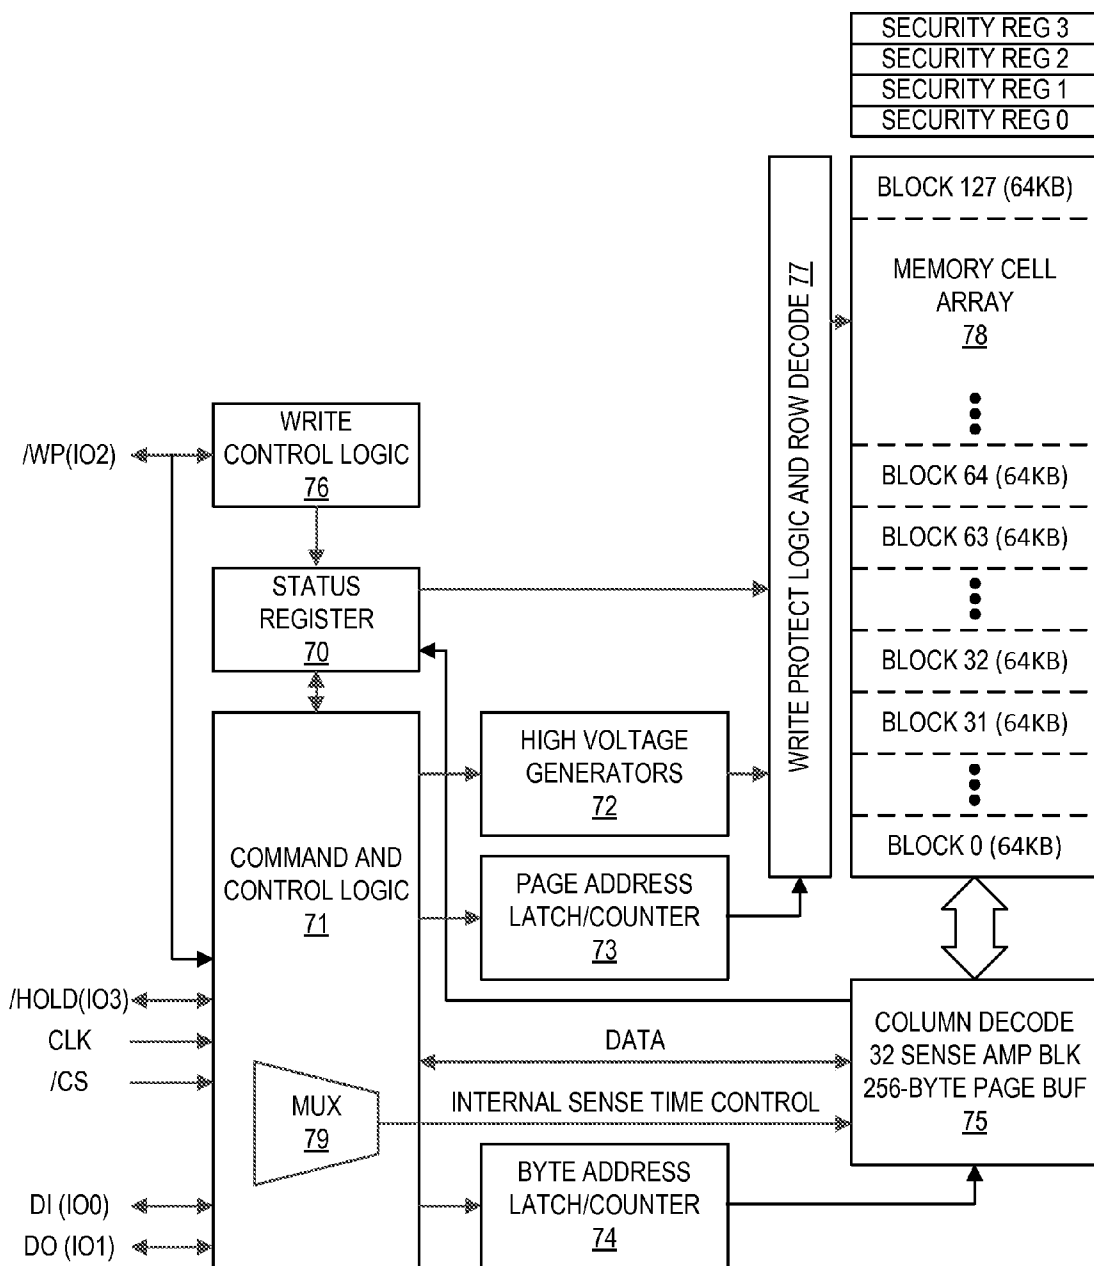 SECURITY REG 3
SECURITY REG 2
SECURITY REG 1
SECURITY REG 0
BLOCK 127 (64KB)
MEMORY CELL
ARRAY
78
BLOCK 64 (64KB)
BLOCK 63 (64KB)
BLOCK 32 (64KB)
BLOCK 31 (64KB)
BLOCK 0 (64KB)
WRITE PROTECT LOGIC AND ROW DECODE 77
/WP(IO2)
WRITE
CONTROL LOGIC
76
STATUS
REGISTER
70
HIGH VOLTAGE
GENERATORS
72
COMMAND AND
CONTROL LOGIC
71
PAGE ADDRESS
LATCH/COUNTER
73
/HOLD(IO3)
CLK
/CS
DATA
COLUMN DECODE
32 SENSE AMP BLK
256-BYTE PAGE BUF
75
MUX
79
INTERNAL SENSE TIME CONTROL
BYTE ADDRESS
LATCH/COUNTER
74
DI (IO0)
DO (IO1)